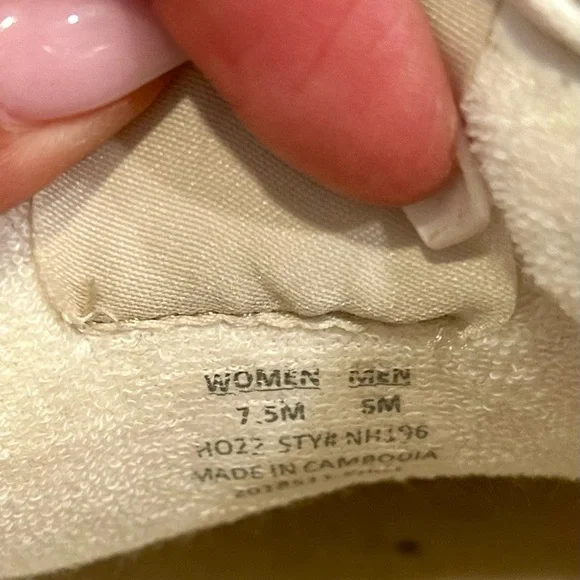 WOMEN MEN
7.5M 5M
HO22 STY# NH196
MADE IN CAMBODIA